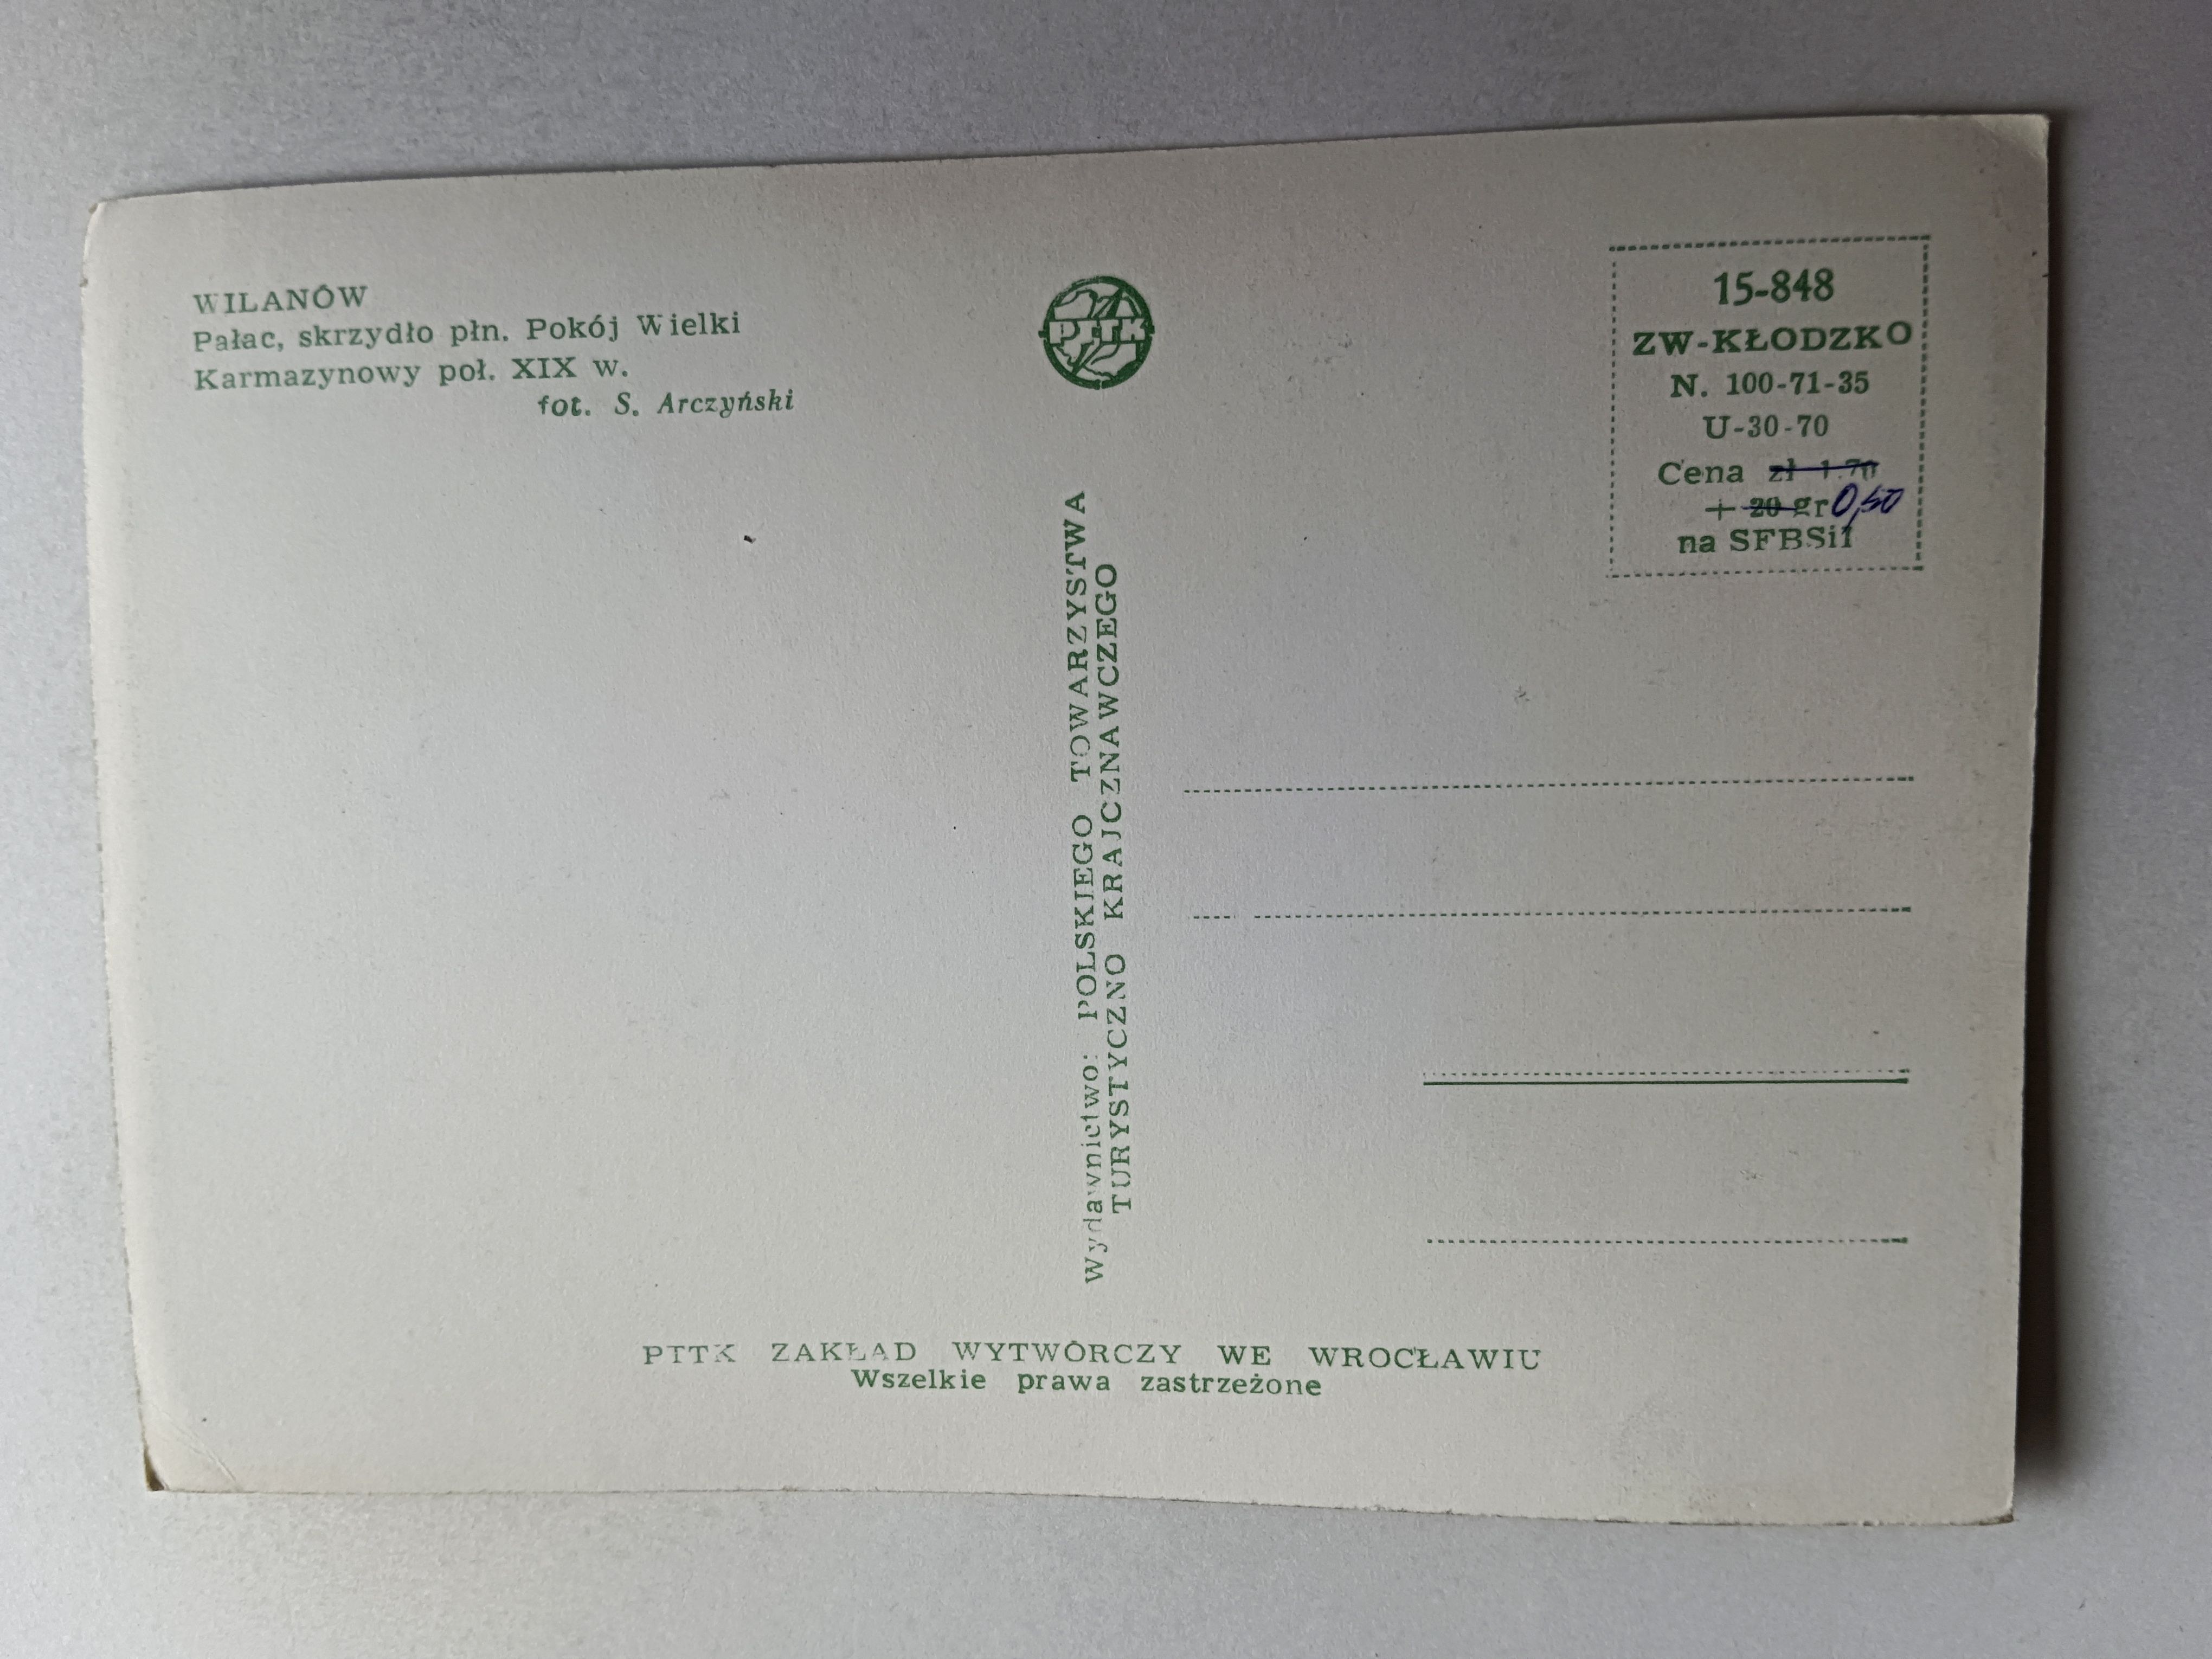 WILANÓW
Pałac, skrzydło płn. Pokój Wielki
Karmazynowy poł. XIX w.
fot. S. Arczyński
PTTK
15-848
ZW-KŁODZKO
N. 100-71-35
U-30-70
Cena zł 1.70
+ 20 gr 0,50
na SFBSiI
Wydawnictwo: POLSKIEGO TOWARZYSTWA
TURYSTYCZNO KRAJCZNAWCZEGO
PTTK ZAKŁAD WYTWÓRCZY WE WROCŁAWIU
Wszelkie prawa zastrzeżone